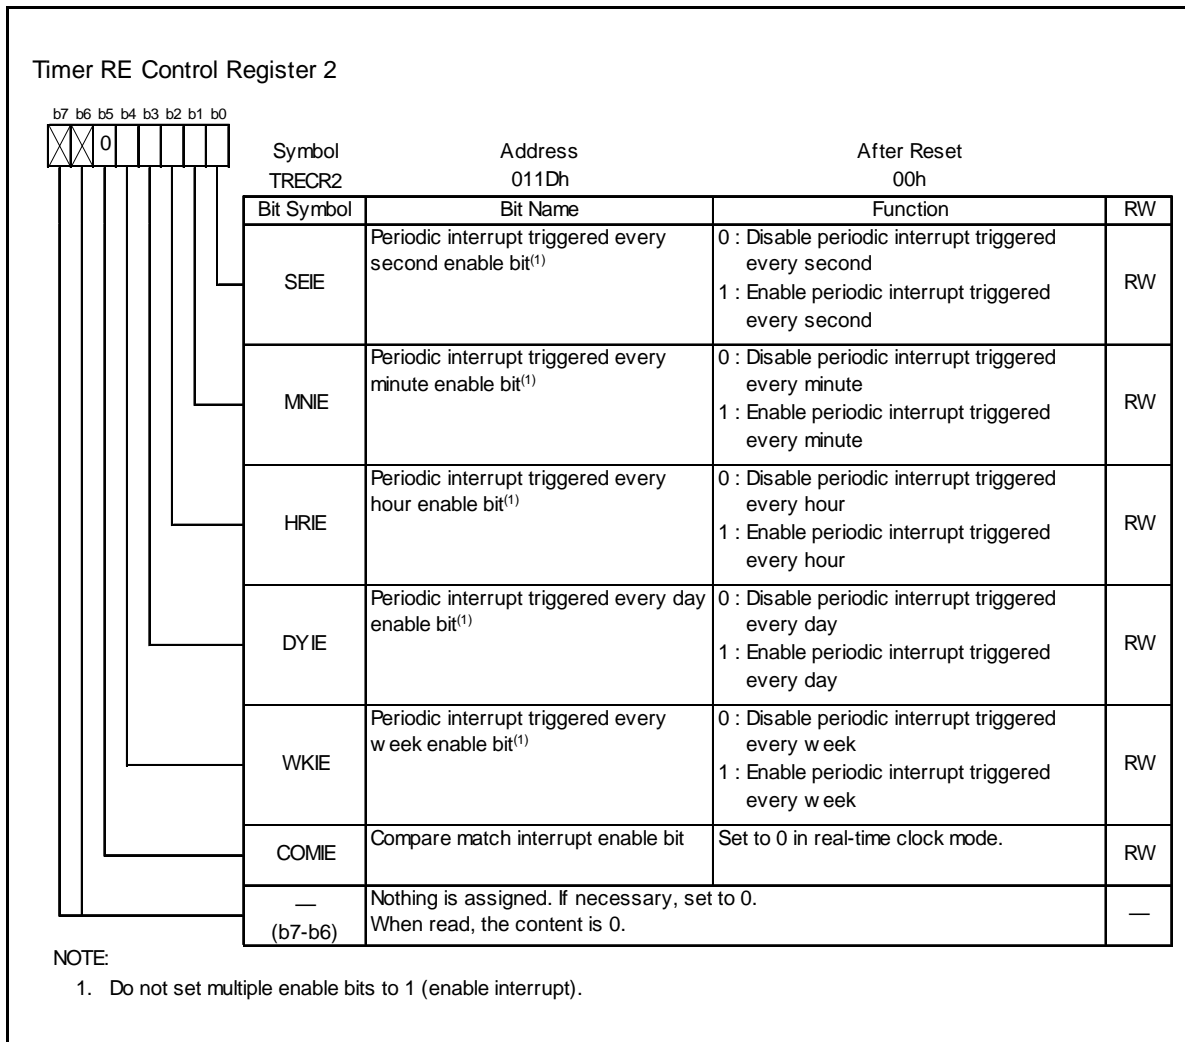 Timer RE Control Register 2
b7 b6 b5 b4 b3 b2 b1 b0
0
Symbol Address After Reset
TRECR2 011Dh 00h
Bit Symbol Bit Name Function RW
SEIE Periodic interrupt triggered every second enable bit(1) 0 : Disable periodic interrupt triggered every second 1 : Enable periodic interrupt triggered every second RW
MNIE Periodic interrupt triggered every minute enable bit(1) 0 : Disable periodic interrupt triggered every minute 1 : Enable periodic interrupt triggered every minute RW
HRIE Periodic interrupt triggered every hour enable bit(1) 0 : Disable periodic interrupt triggered every hour 1 : Enable periodic interrupt triggered every hour RW
DYIE Periodic interrupt triggered every day enable bit(1) 0 : Disable periodic interrupt triggered every day 1 : Enable periodic interrupt triggered every day RW
WKIE Periodic interrupt triggered every week enable bit(1) 0 : Disable periodic interrupt triggered every week 1 : Enable periodic interrupt triggered every week RW
COMIE Compare match interrupt enable bit Set to 0 in real-time clock mode. RW
— (b7-b6) Nothing is assigned. If necessary, set to 0. When read, the content is 0. —
NOTE:
1. Do not set multiple enable bits to 1 (enable interrupt).